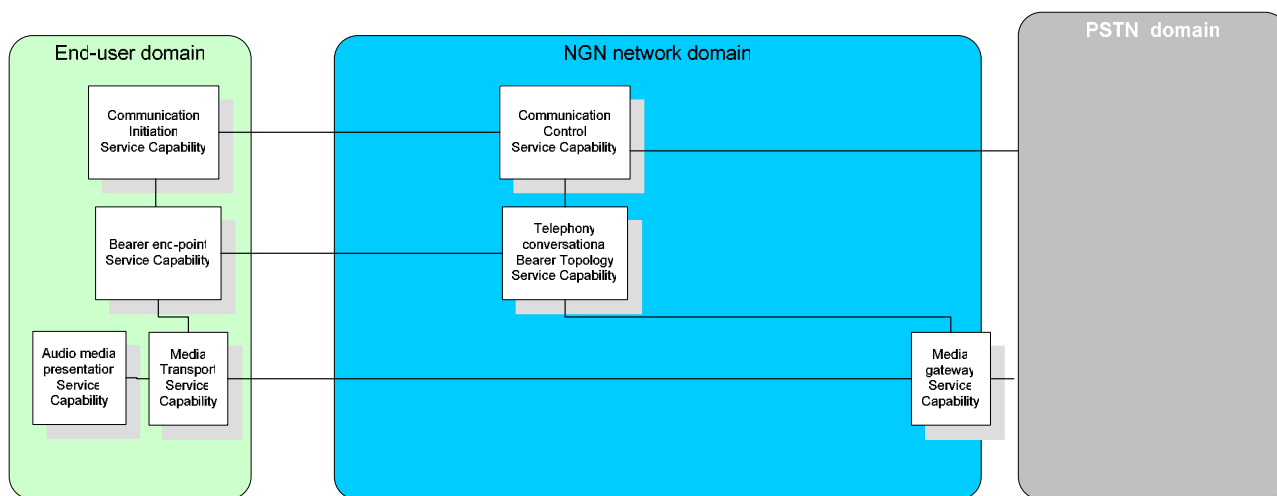 End-user domain
NGN network domain
PSTN domain
Communication
Initiation
Service Capability
Communication
Control
Service Capability
Bearer end-point
Service Capability
Telephony
conversationa
Bearer Topology
Service Capability
Audio media
presentation
Service
Capability
Media
Transport
Service
Capability
Media
gateway
Service
Capability